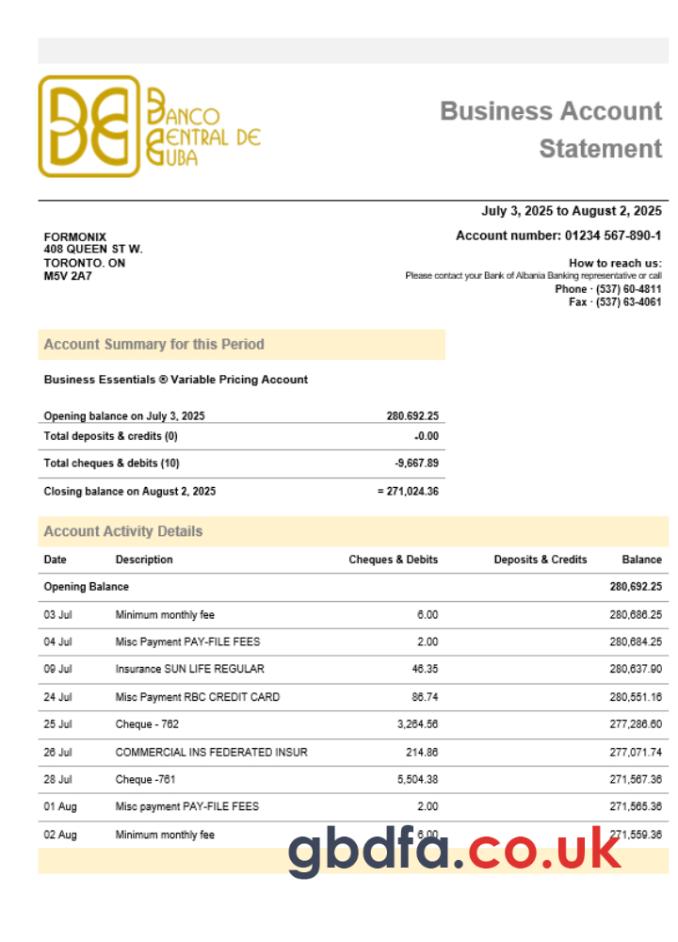 BANCO
CENTRAL DE
CUBA
Business Account
Statement
July 3, 2025 to August 2, 2025
FORMONIX
408 QUEEN ST W.
TORONTO. ON
M5V 2A7
Account number: 01234 567-890-1
How to reach us:
Please contact your Bank of Albania Banking representative or call
Phone · (537) 60-4811
Fax · (537) 63-4061
Account Summary for this Period
Business Essentials ® Variable Pricing Account
Opening balance on July 3, 2025 280.692.25
Total deposits & credits (0) -0.00
Total cheques & debits (10) -9,667.89
Closing balance on August 2, 2025 = 271,024.36
Account Activity Details
Date Description Cheques & Debits Deposits & Credits Balance
Opening Balance 280,692.25
03 Jul Minimum monthly fee 6.00 280,686.25
04 Jul Misc Payment PAY-FILE FEES 2.00 280,684.25
09 Jul Insurance SUN LIFE REGULAR 46.35 280,637.90
24 Jul Misc Payment RBC CREDIT CARD 86.74 280,551.16
25 Jul Cheque - 762 3,264.56 277,286.60
26 Jul COMMERCIAL INS FEDERATED INSUR 214.86 277,071.74
28 Jul Cheque -761 5,504.38 271,567.36
01 Aug Misc payment PAY-FILE FEES 2.00 271,565.36
02 Aug Minimum monthly fee 6.00 271,559.36
gbdfa.co.uk